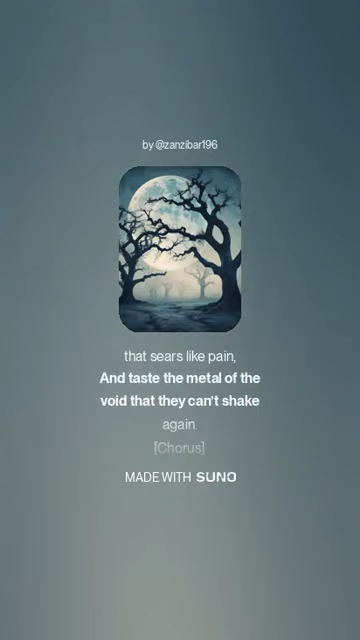 by @zanzibar196
that sears like pain,
And taste the metal of the
void that they can't shake
again.
[Chorus]
MADE WITH SUNO